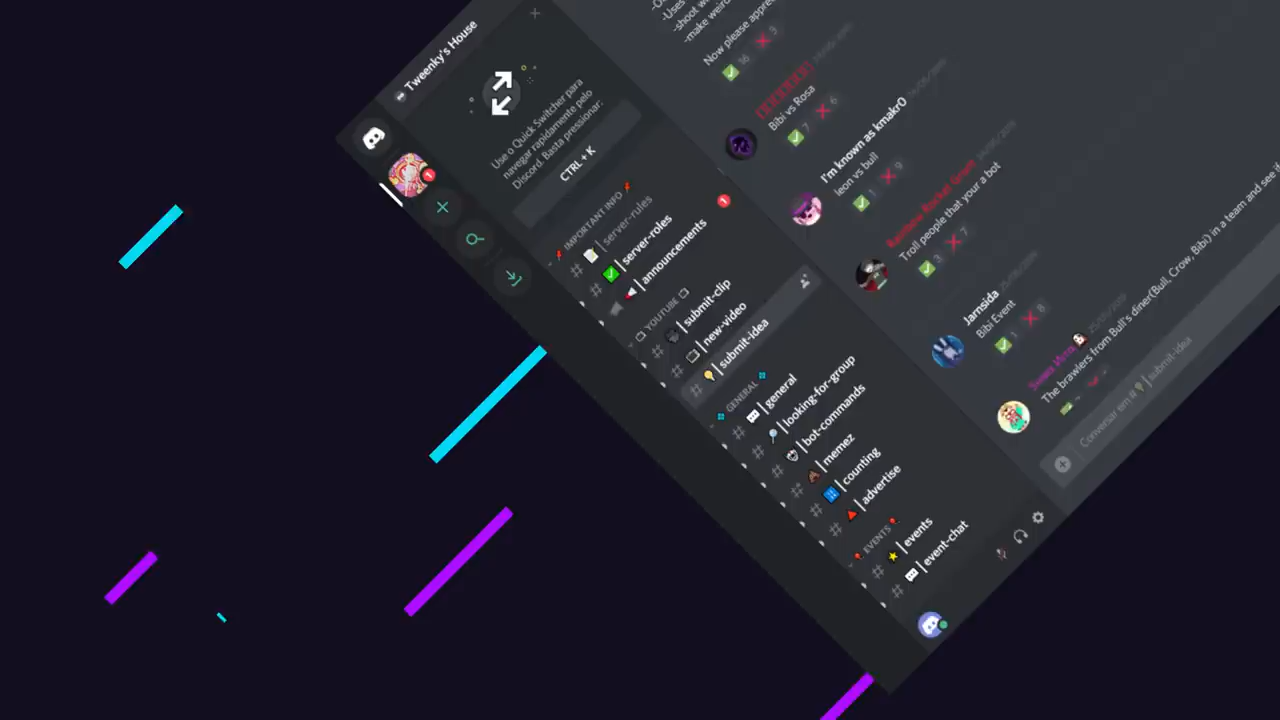 Tweenky's House
Use o Quick Switcher para
navegar rapidamente pelo
Discord. Basta pressionar:
CTRL + K
IMPORTANT INFO
server-rules
server-roles
announcements
YOUTUBE
submit-clip
new-video
submit-idea
GENERAL
general
looking-for-group
bot-commands
memez
counting
advertise
EVENTS
events
event-chat
-shoot
-make
Now please
16 9
Bibi vs Rosa
7 6
I'm known as kmakr0
leon vs bull
1 9
Troll people that your a bot
3 7
Jarnsida
Bibi Event
1 8
The brawlers from Bull's diner(Bull, Crow, Bibi) in a team and see
Conversar em # | submit-idea